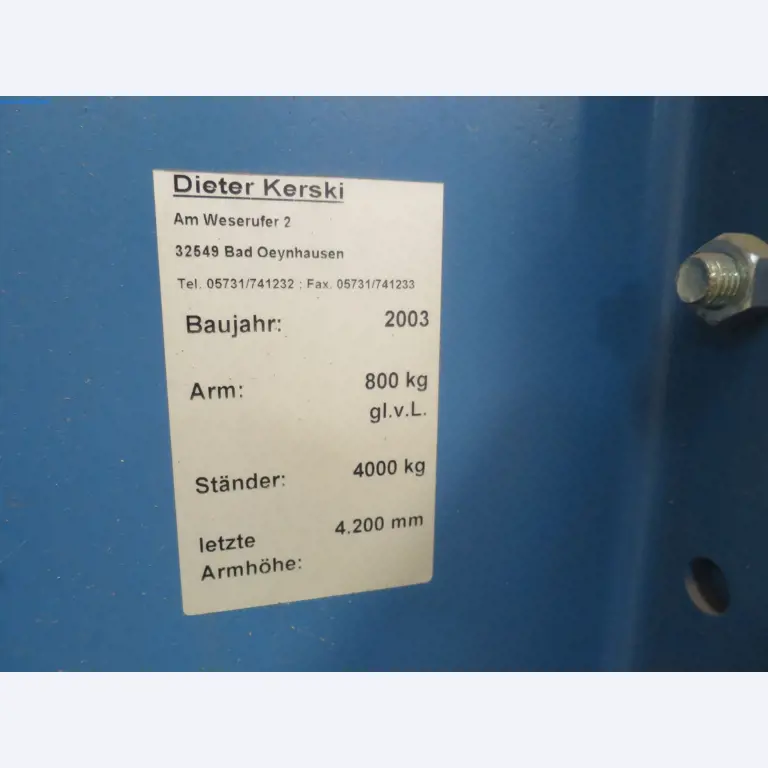 Dieter Kerski
Am Weserufer 2
32549 Bad Oeynhausen
Tel. 05731/741232 : Fax. 05731/741233
Baujahr: 2003
Arm: 800 kg
gl.v.L.
Ständer: 4000 kg
letzte 4.200 mm
Armhöhe: